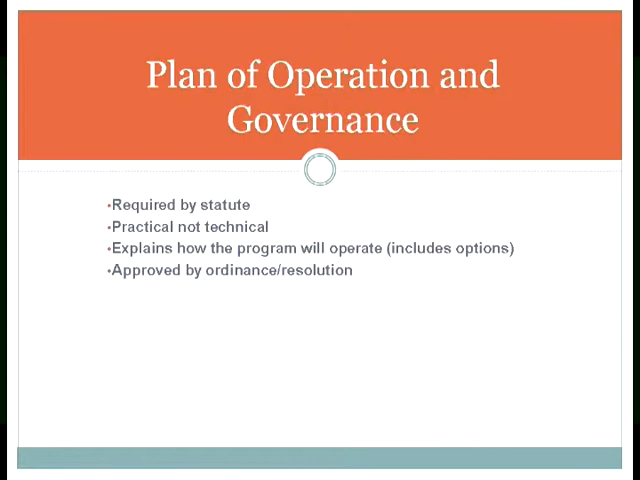 Plan of Operation and
Governance
•Required by statute
•Practical not technical
•Explains how the program will operate (includes options)
•Approved by ordinance/resolution